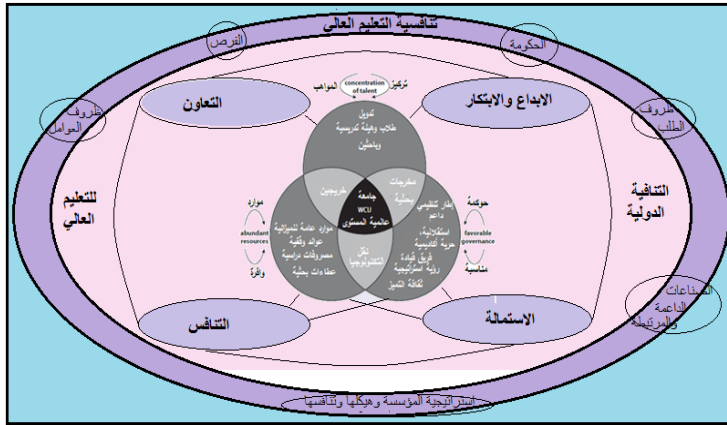 تنافسية التعليم العالي
الفرص
الحكومة
ظروف
العوامل
ظروف
الطلب
التعاون
الابداع والابتكار
المواهب
concentration
of talent
تركيز
تمويل
طلاب وهيئة تدريسية
وباحثين
خريجين
مخرجات
بحثية
جامعة
WCU
عالمية المستوى
للتعليم
العالي
التنافية
الدولية
موارد
abundant
resources
وافرة
موارد عامة للميزانية
عوائد وقفية
مصروفات دراسية
عطاءات بحثية
نقل
التكنولوجيا
إطار تنظيمي
داعم
استقلالية،
حرية أكاديمية
فريق قيادة
رؤية استراتيجية
ثقافة التميز
حوكمة
favorable
governance
مناسبة
التنافس
الاستمالة
الصناعات
الداعمة
والمرتبطة
استراتيجية المؤسسة وهيكلها وتنافسها